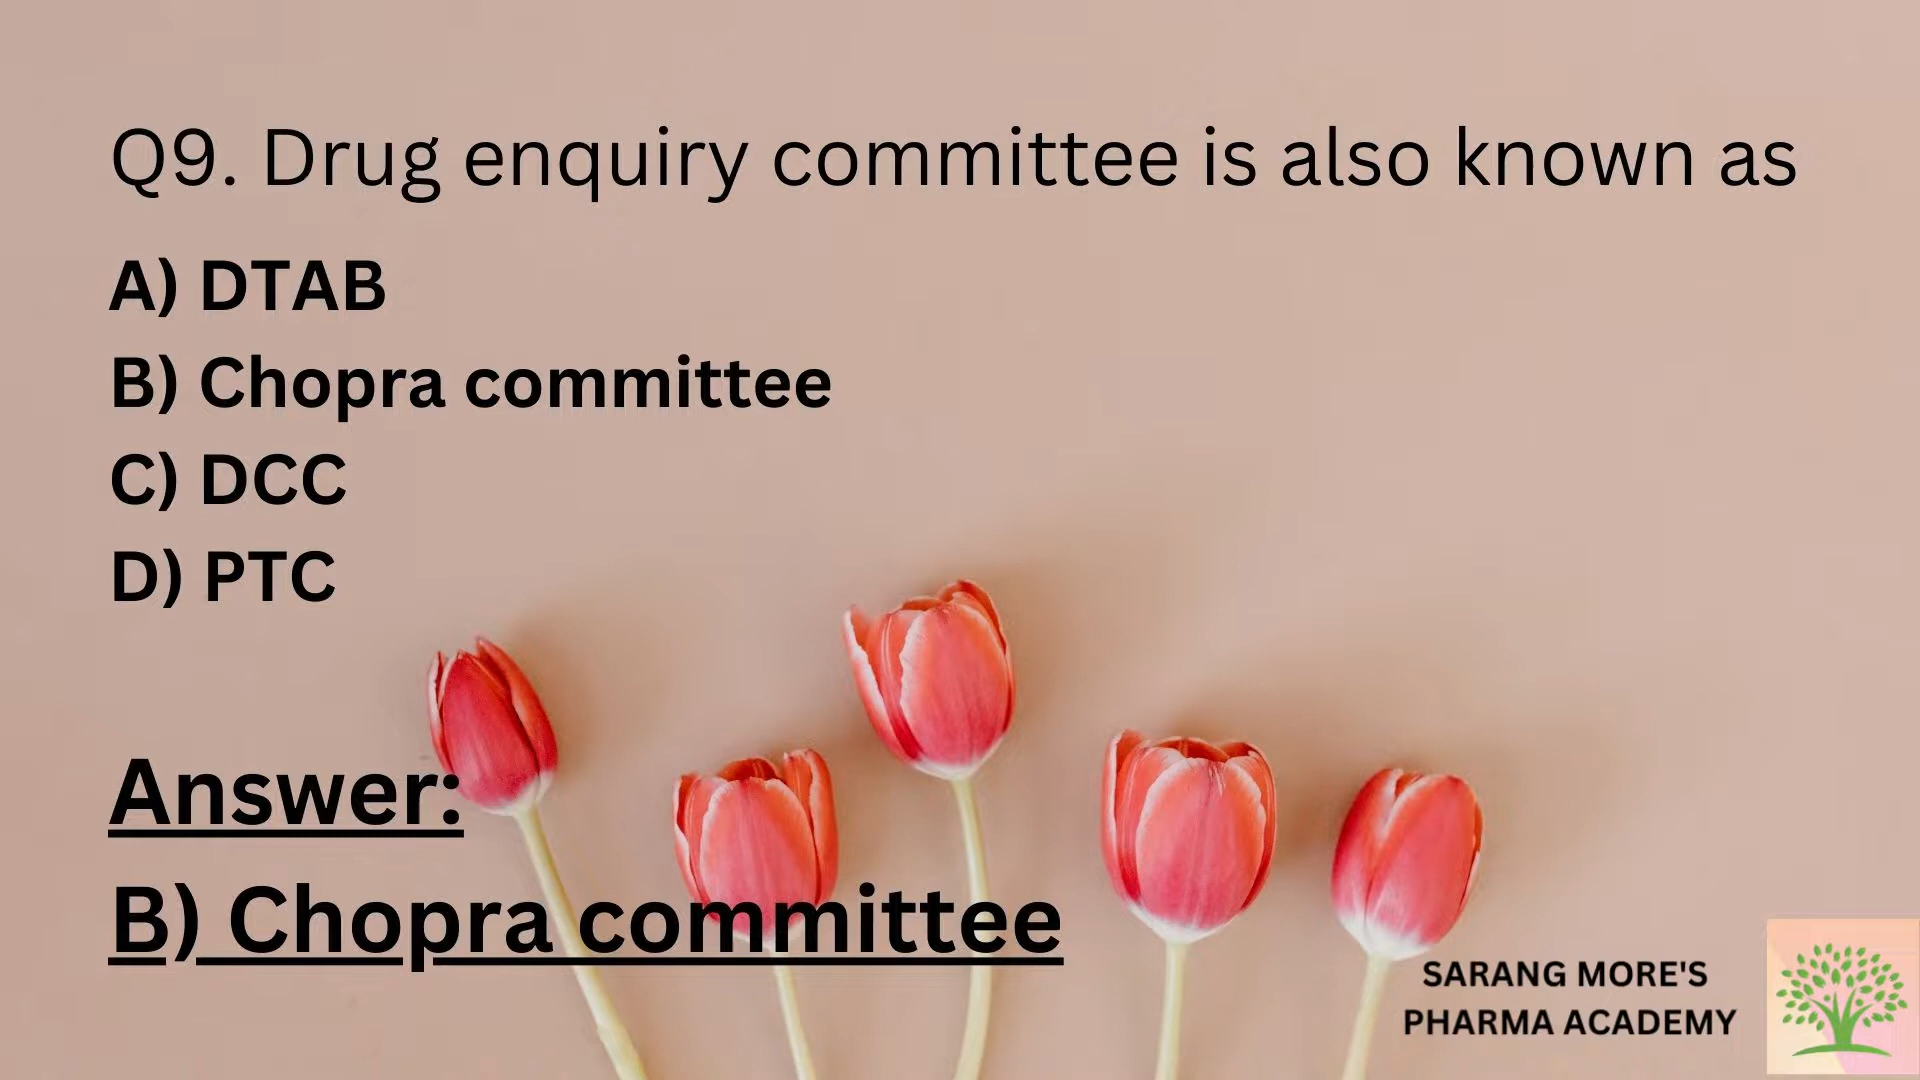 Q9. Drug enquiry committee is also known as
A) DTAB
B) Chopra committee
C) DCC
D) PTC
Answer:
B) Chopra committee
SARANG MORE'S
PHARMA ACADEMY